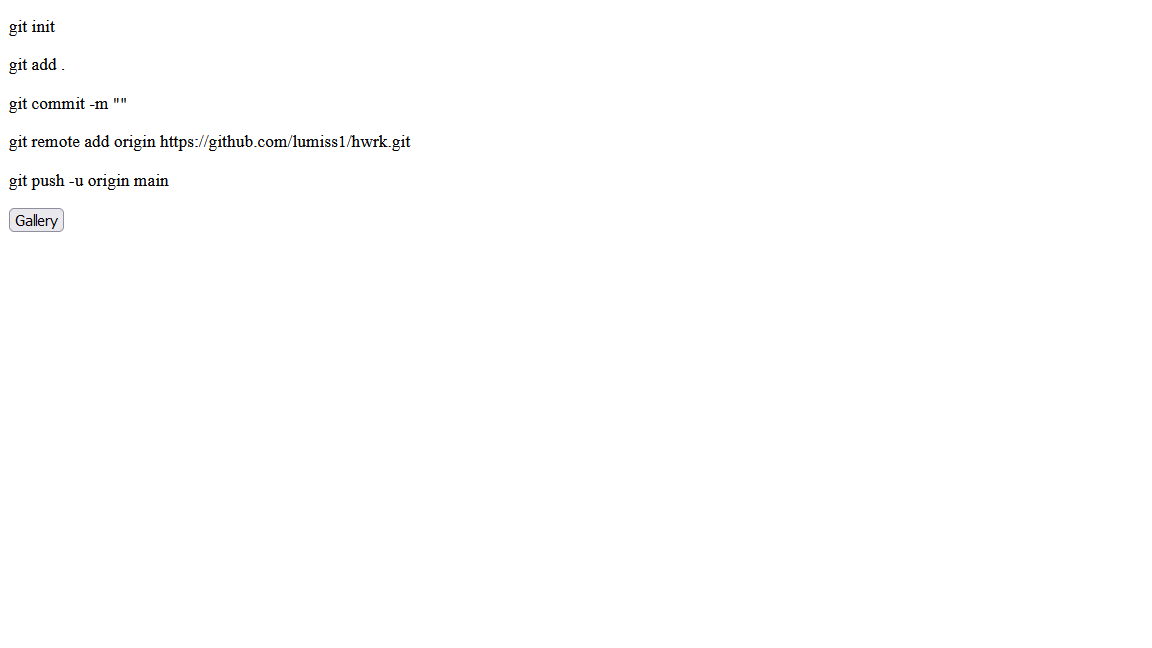 git init
git add .
git commit -m ""
git remote add origin https://github.com/lumiss1/hwrk.git
git push -u origin main
Gallery